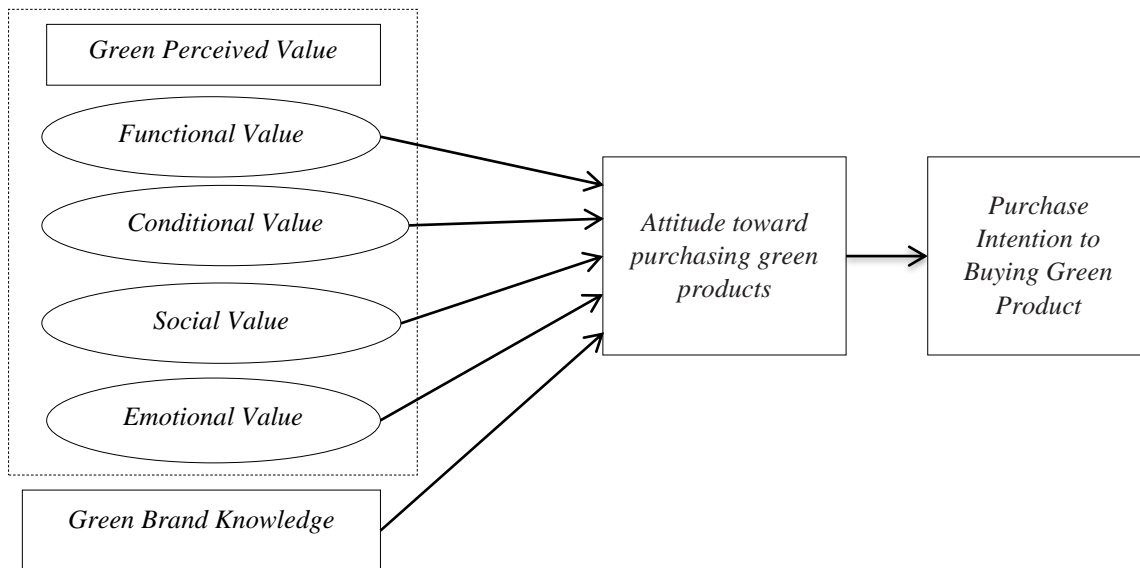 Green Perceived Value
Functional Value
Conditional Value
Social Value
Emotional Value
Green Brand Knowledge
Attitude toward
purchasing green
products
Purchase
Intention to
Buying Green
Product